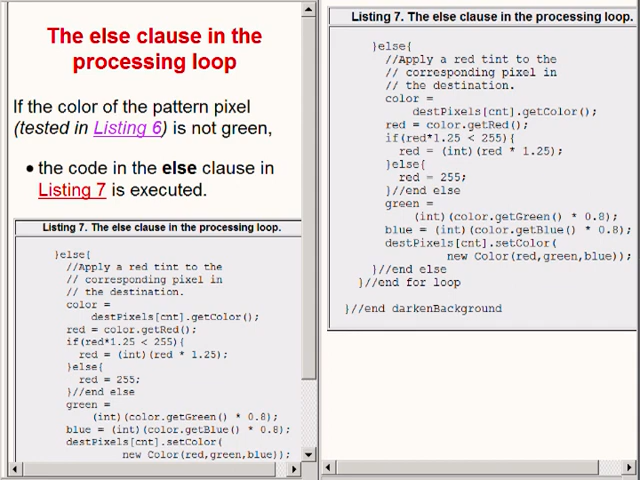 The else clause in the
processing loop
If the color of the pattern pixel
(tested in Listing 6) is not green,
• the code in the else clause in
Listing 7 is executed.
Listing 7. The else clause in the processing loop.
}else{
//Apply a red tint to the
// corresponding pixel in
// the destination.
color =
destPixels[cnt].getColor();
red = color.getRed();
if(red*1.25 < 255){
red = (int)(red * 1.25);
}else{
red = 255;
}//end else
green =
(int)(color.getGreen() * 0.8);
blue = (int)(color.getBlue() * 0.8);
destPixels[cnt].setColor(
new Color(red,green,blue));
Listing 7. The else clause in the processing loop.
}else{
//Apply a red tint to the
// corresponding pixel in
// the destination.
color =
destPixels[cnt].getColor();
red = color.getRed();
if(red*1.25 < 255){
red = (int)(red * 1.25);
}else{
red = 255;
}//end else
green =
(int)(color.getGreen() * 0.8);
blue = (int)(color.getBlue() * 0.8);
destPixels[cnt].setColor(
new Color(red,green,blue));
}//end else
}//end for loop
}//end darkenBackground